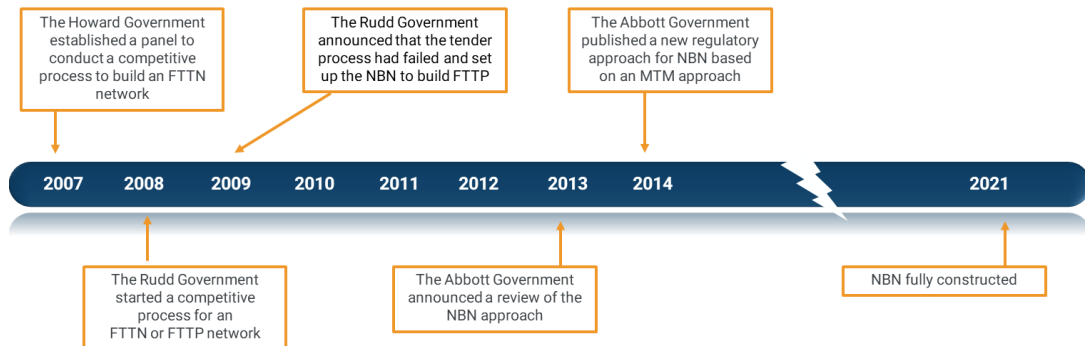 The Howard Government
established a panel to
conduct a competitive
process to build an FTTN
network
The Rudd Government
announced that the tender
process had failed and set
up the NBN to build FTTP
The Abbott Government
published a new regulatory
approach for NBN based
on an MTM approach
2007 2008 2009 2010 2011 2012 2013 2014 2021
The Rudd Government
started a competitive
process for an
FTTN or FTTP network
The Abbott Government
announced a review of the
NBN approach
NBN fully constructed